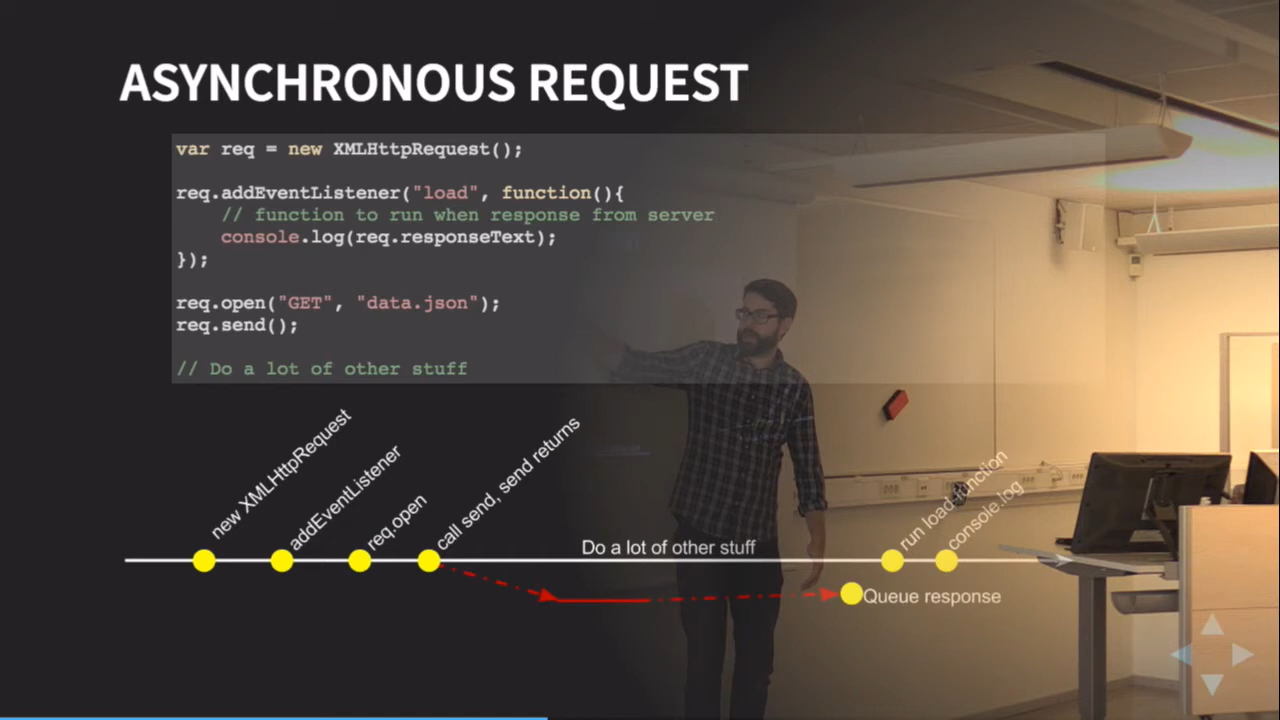 ASYNCHRONOUS REQUEST
var req = new XMLHttpRequest();
req.addEventListener("load", function(){
// function to run when response from server
console.log(req.responseText);
});
req.open("GET", "data.json");
req.send();
// Do a lot of other stuff
new XMLHttpRequest
addEventListener
req.open
call send, send returns
Do a lot of other stuff
run load-function
console.log
Queue response